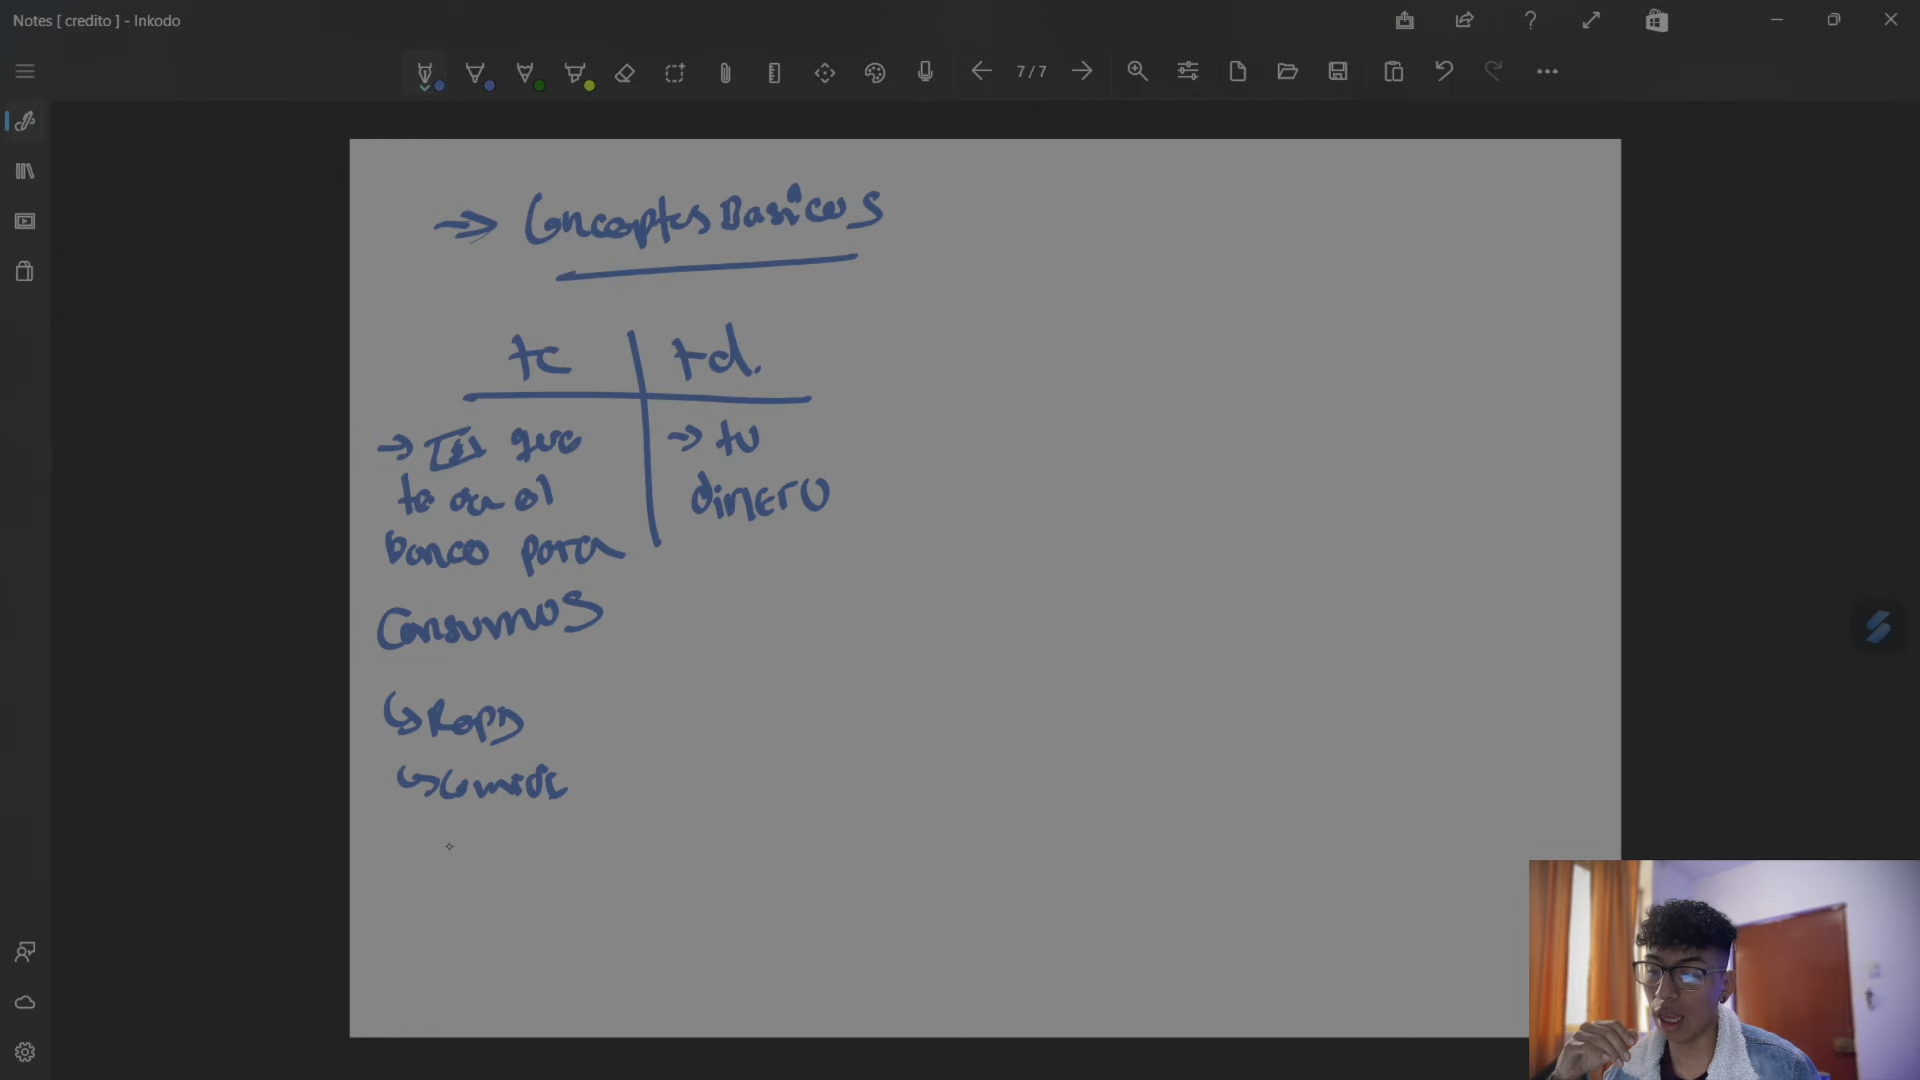 Notes [ credito ] - Inkodo
7/7
→ Conceptos Basicos
tc
td.
→ [$] que
te da el
banco para
Consumos
↳ Ropa
↳ Comida
→ tu
dinero